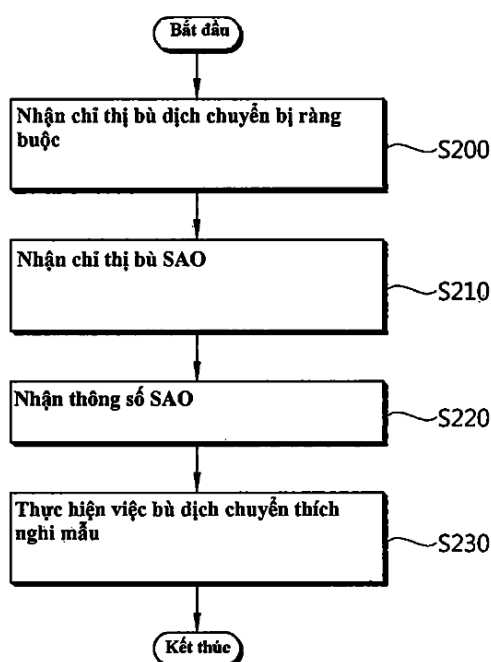 Bắt đầu
Nhận chỉ thị bù dịch chuyển bị ràng
buộc
S200
Nhận chỉ thị bù SAO
S210
Nhận thông số SAO
S220
Thực hiện việc bù dịch chuyển thích
nghi mẫu
S230
Kết thúc